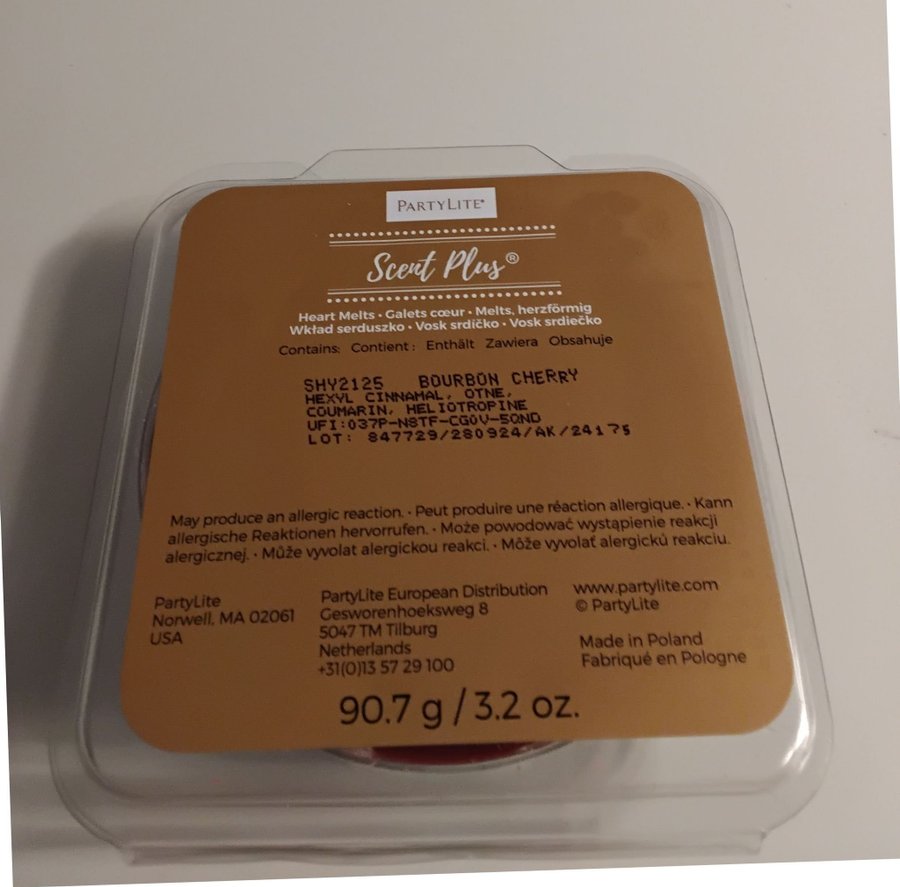 PARTYLITE®
Scent Plus®
Heart Melts • Galets cœur • Melts, herzförmig
Wkład serduszko • Vosk srdíčko • Vosk srdiečko
Contains: Contient : Enthält Zawiera Obsahuje
SHY2125 BOURBON CHERRY
HEXYL CINNAMAL, OTNE,
COUMARIN, HELIOTROPINE
UFI:037P-N8TF-CG0V-5QND
LOT: 847729/280924/AK/24175
May produce an allergic reaction. • Peut produire une réaction allergique. • Kann
allergische Reaktionen hervorrufen. • Może powodować wystąpienie reakcji
alergicznej. • Může vyvolat alergickou reakci. • Môže vyvolať alergickú reakciu.
PartyLite
Norwell, MA 02061
USA
PartyLite European Distribution
Gesworenhoeksweg 8
5047 TM Tilburg
Netherlands
+31(0)13 57 29 100
www.partylite.com
© PartyLite
Made in Poland
Fabriqué en Pologne
90.7 g / 3.2 oz.